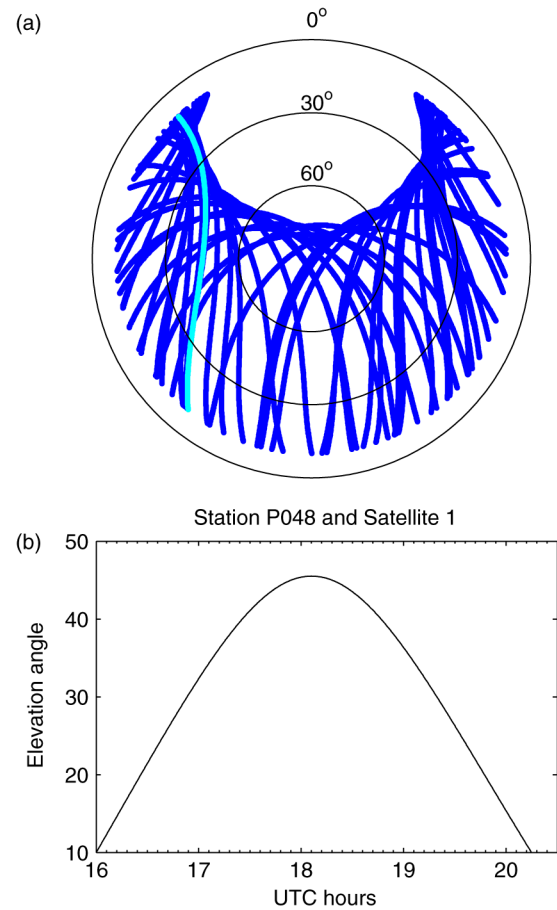 (a)
0°
30°
60°
Station P048 and Satellite 1
(b)
50
40
30
20
10
Elevation angle
16 17 18 19 20
UTC hours